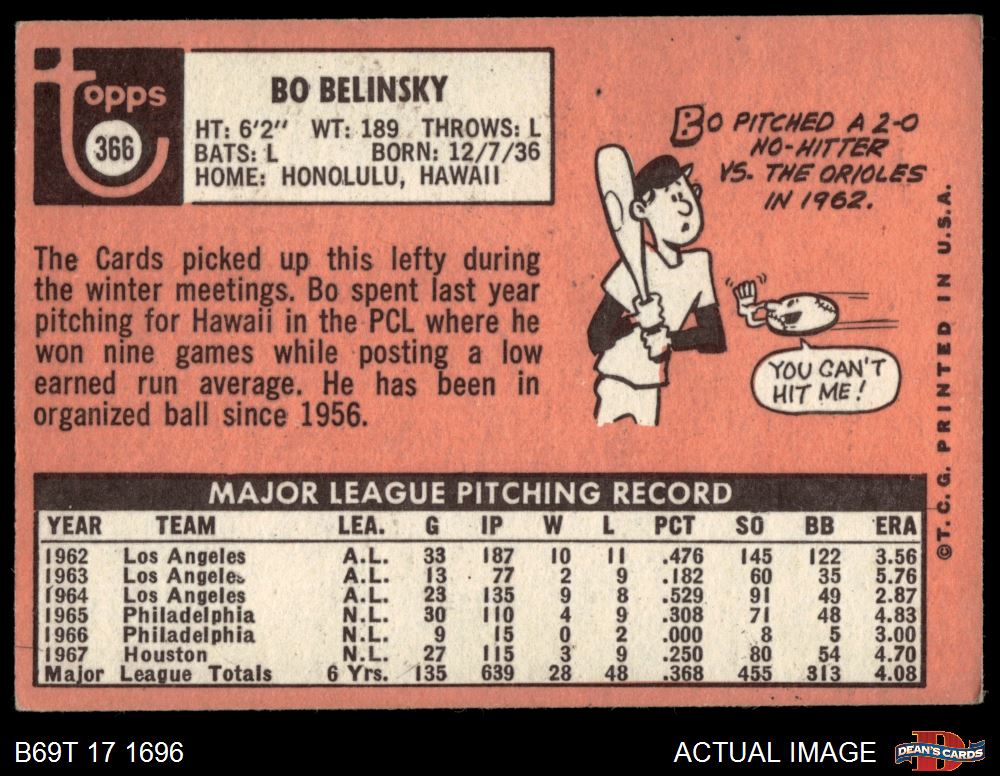 topps
366
BO BELINSKY
HT: 6'2" WT: 189 THROWS: L
BATS: L BORN: 12/7/36
HOME: HONOLULU, HAWAII
The Cards picked up this lefty during
the winter meetings. Bo spent last year
pitching for Hawaii in the PCL where he
won nine games while posting a low
earned run average. He has been in
organized ball since 1956.
BO PITCHED A 2-0
NO-HITTER
VS. THE ORIOLES
IN 1962.
YOU CAN'T
HIT ME!
©T.C.G. PRINTED IN U.S.A.
MAJOR LEAGUE PITCHING RECORD
YEAR TEAM LEA. G IP W L PCT SO BB ERA
1962 Los Angeles A.L. 33 187 10 11 .476 145 122 3.56
1963 Los Angeles A.L. 13 77 2 9 .182 60 35 5.76
1964 Los Angeles A.L. 23 135 9 8 .529 91 49 2.87
1965 Philadelphia N.L. 30 110 4 9 .308 71 48 4.83
1966 Philadelphia N.L. 9 15 0 2 .000 8 5 3.00
1967 Houston N.L. 27 115 3 9 .250 80 54 4.70
Major League Totals 6 Yrs. 135 639 28 48 .368 455 313 4.08
B69T 17 1696
ACTUAL IMAGE
D
DEAN'S CARDS